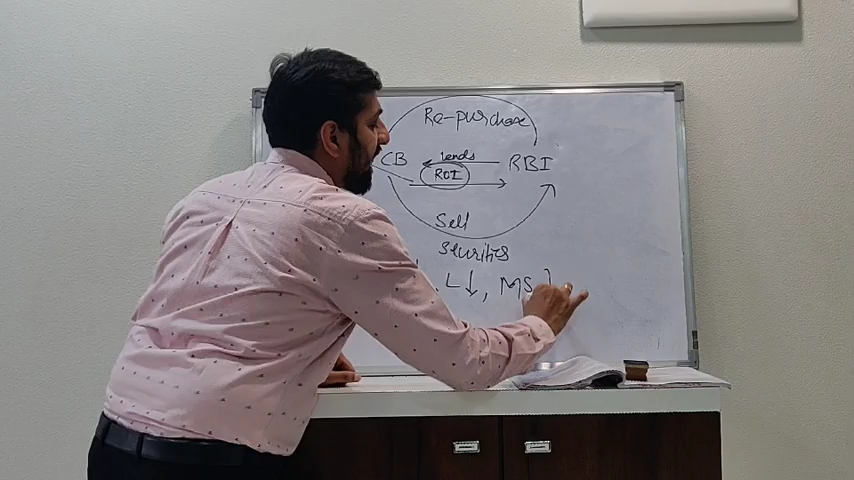 Re-purchase
CB lends RBI
ROI
Sell
Securities
L↓, MS